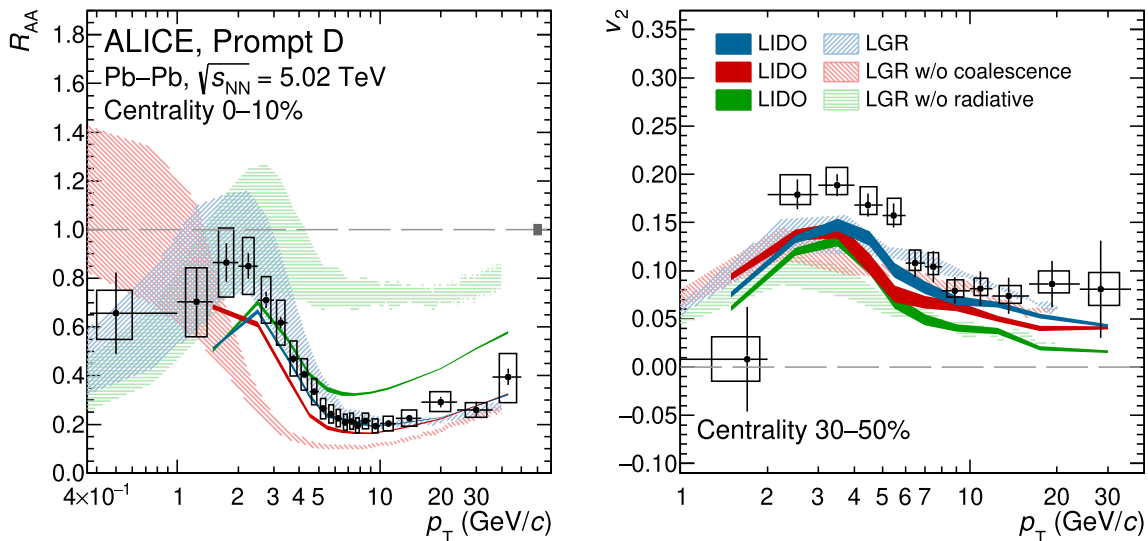 R_AA
ALICE, Prompt D
Pb–Pb, √s_NN = 5.02 TeV
Centrality 0–10%
1.8
1.6
1.4
1.2
1.0
0.8
0.6
0.4
0.2
0.0
4×10⁻¹ 1 2 3 4 5 10 20 30
p_T (GeV/c)
v_2
LIDO LGR
LIDO LGR w/o coalescence
LIDO LGR w/o radiative
0.35
0.30
0.25
0.20
0.15
0.10
0.05
0.00
−0.05
−0.10
Centrality 30–50%
1 2 3 4 5 6 7 10 20 30
p_T (GeV/c)